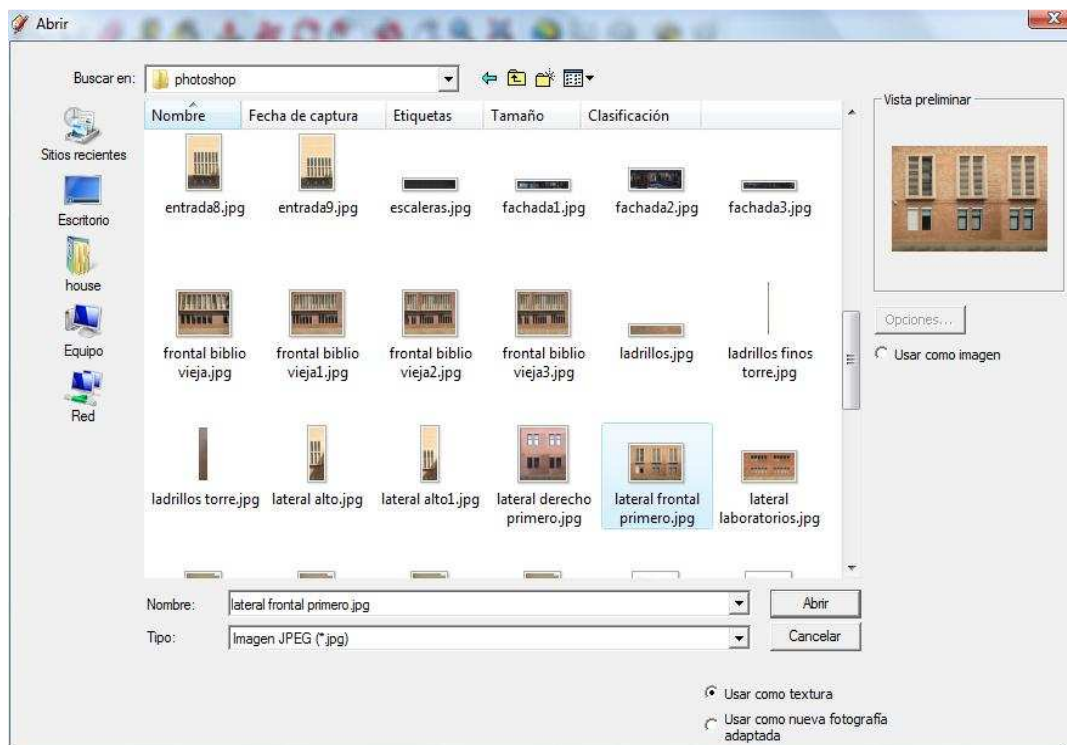 Abrir
Buscar en:
photoshop
Sitios recientes
Escritorio
house
Equipo
Red
Nombre Fecha de captura Etiquetas Tamaño Clasificación
entrada8.jpg entrada9.jpg escaleras.jpg fachada1.jpg fachada2.jpg fachada3.jpg
frontal biblio frontal biblio frontal biblio frontal biblio ladrillos.jpg ladrillos finos
vieja.jpg vieja1.jpg vieja2.jpg vieja3.jpg torre.jpg
ladrillos torre.jpg lateral alto.jpg lateral alto1.jpg lateral derecho lateral frontal lateral
primero.jpg primero.jpg laboratorios.jpg
Vista preliminar
Opciones...
Usar como imagen
Nombre: lateral frontal primero.jpg Abrir
Tipo: Imagen JPEG (*.jpg) Cancelar
Usar como textura
Usar como nueva fotografía
adaptada